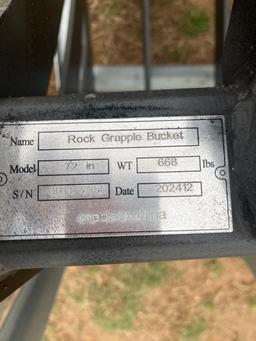 Name Rock Grapple Bucket
Model 72 in WT 668 lbs
S/N Date 202412